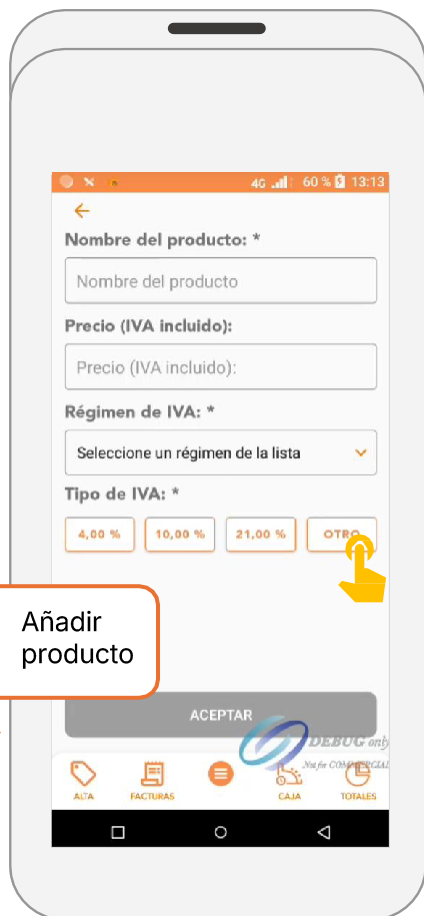 4G 60 % 13:13
Nombre del producto: *
Nombre del producto
Precio (IVA incluido):
Precio (IVA incluido):
Régimen de IVA: *
Seleccione un régimen de la lista
Tipo de IVA: *
4,00 % 10,00 % 21,00 % OTRO
Añadir
producto
ACEPTAR
DEBUG only
Not for COMMERCIAL
ALTA FACTURAS CAJA TOTALES